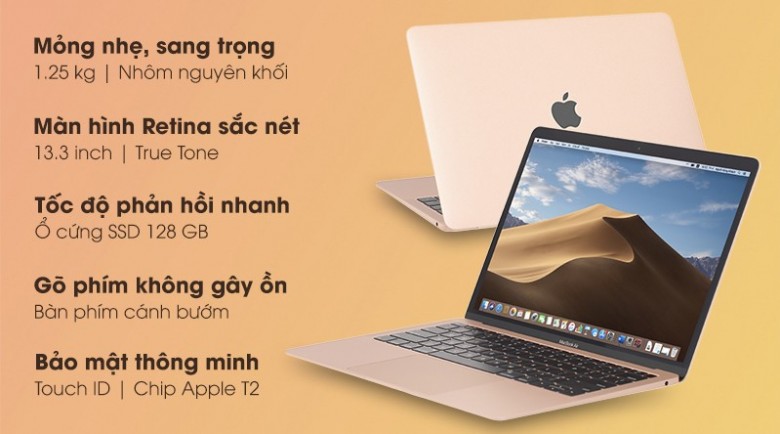 Mỏng nhẹ, sang trọng
1.25 kg | Nhôm nguyên khối
Màn hình Retina sắc nét
13.3 inch | True Tone
Tốc độ phản hồi nhanh
Ổ cứng SSD 128 GB
Gõ phím không gây ồn
Bàn phím cánh bướm
Bảo mật thông minh
Touch ID | Chip Apple T2
MacBook Air